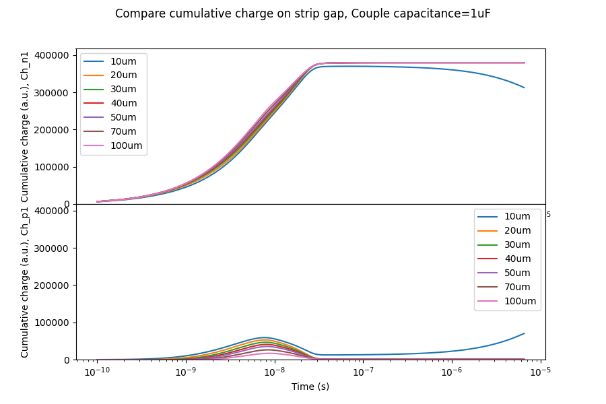 Compare cumulative charge on strip gap, Couple capacitance=1uF
Cumulative charge (a.u.), Ch_n1
400000
300000
200000
100000
0
10um
20um
30um
40um
50um
70um
100um
5
Cumulative charge (a.u.), Ch_p1
400000
300000
200000
100000
0
10um
20um
30um
40um
50um
70um
100um
10⁻¹⁰
10⁻⁹
10⁻⁸
10⁻⁷
10⁻⁶
10⁻⁵
Time (s)